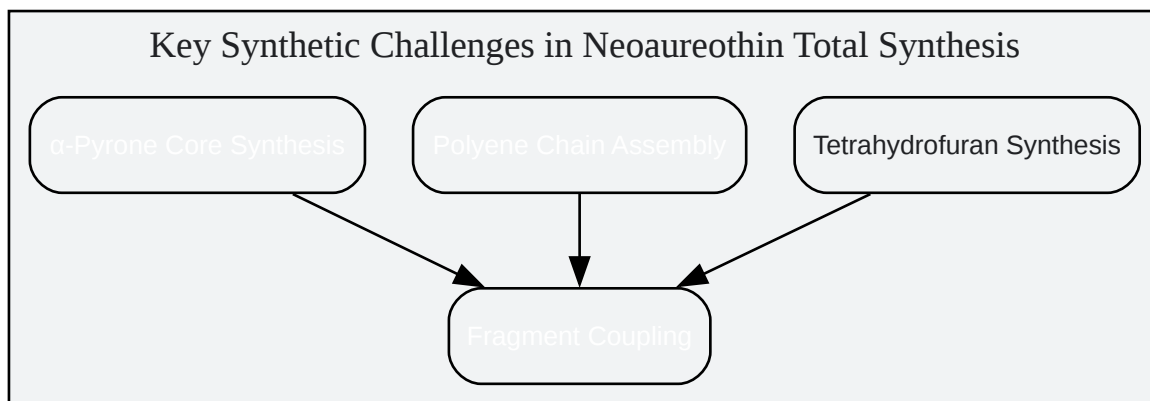 Key Synthetic Challenges in Neoaureothin Total Synthesis
α-Pyrone Core Synthesis
Polyene Chain Assembly
Tetrahydrofuran Synthesis
Fragment Coupling